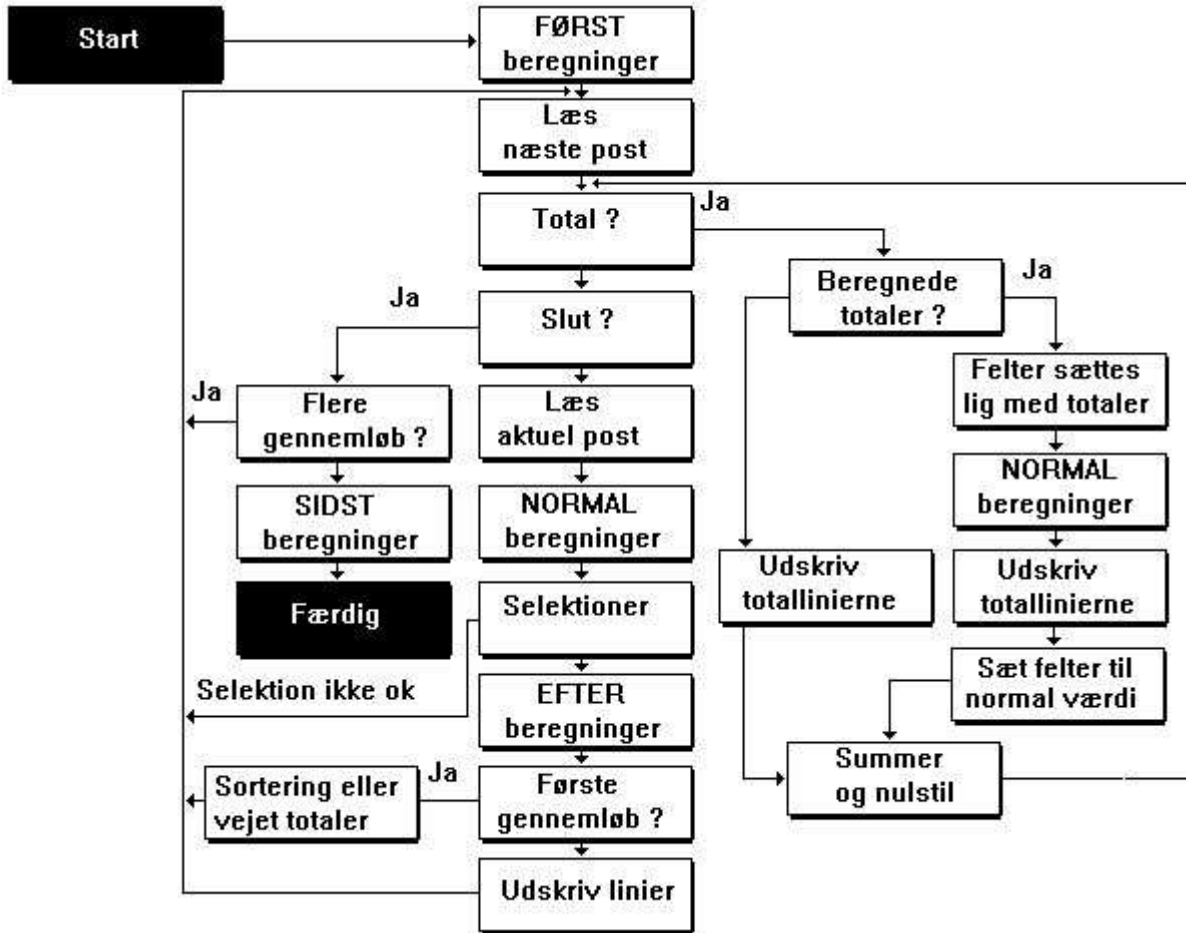 Start
FØRST
beregninger
Læs
næste post
Total ?
Ja
Beregnede
totaler ?
Ja
Slut ?
Ja
Felter sættes
lig med totaler
Flere
gennemløb ?
Ja
Læs
aktuel post
NORMAL
beregninger
SIDST
beregninger
NORMAL
beregninger
Udskriv
totallinierne
Udskriv
totallinierne
Færdig
Selektioner
Sæt felter til
normal værdi
Selektion ikke ok
EFTER
beregninger
Summer
og nulstil
Sortering eller
vejet totaler
Ja
Første
gennemløb ?
Udskriv linier